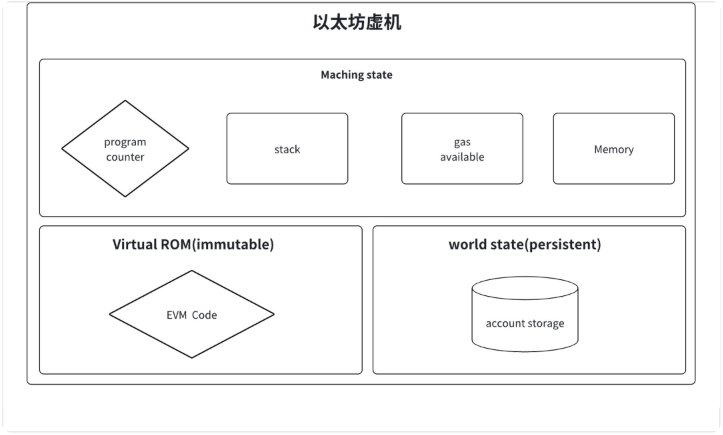 以太坊虚机
Maching state
program
counter
stack
gas
available
Memory
Virtual ROM(immutable)
world state(persistent)
EVM Code
account storage